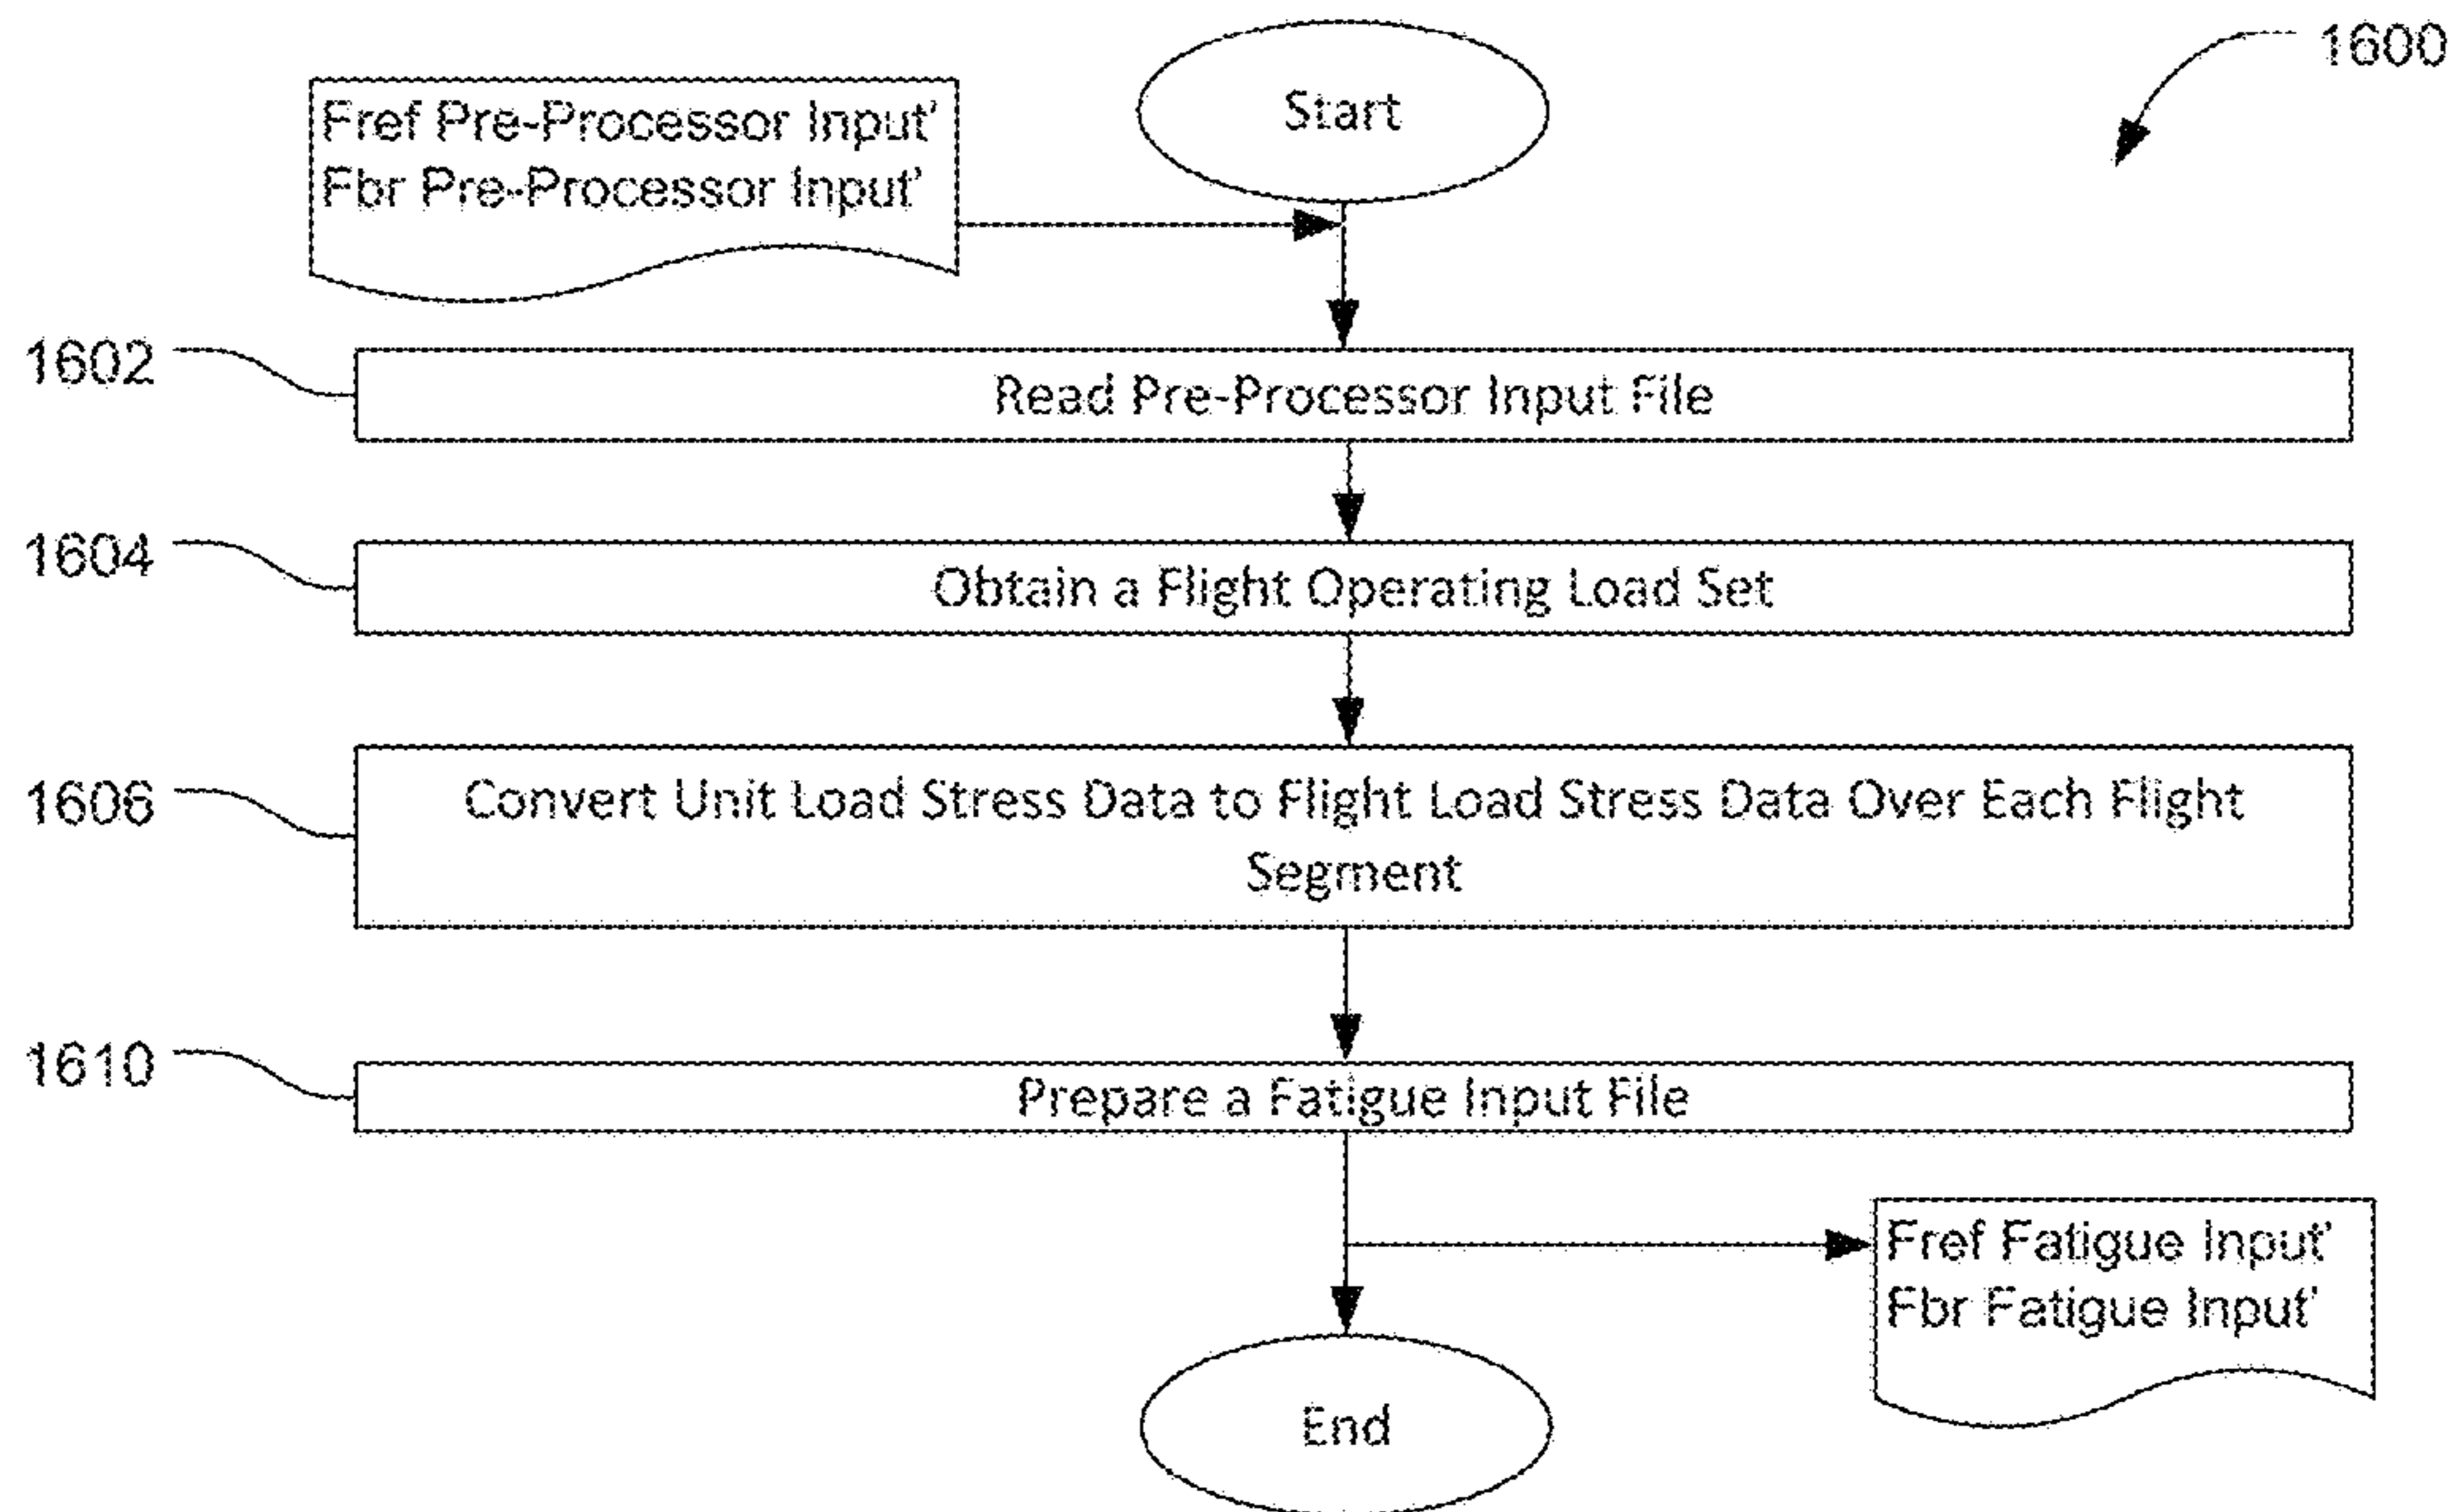 1600
Start
Fref Pre-Processor Input'
Fbr Pre-Processor Input'
1602
Read Pre-Processor Input File
1604
Obtain a Flight Operating Load Set
1606
Convert Unit Load Stress Data to Flight Load Stress Data Over Each Flight
Segment
1610
Prepare a Fatigue Input File
Fref Fatigue Input'
Fbr Fatigue Input'
End